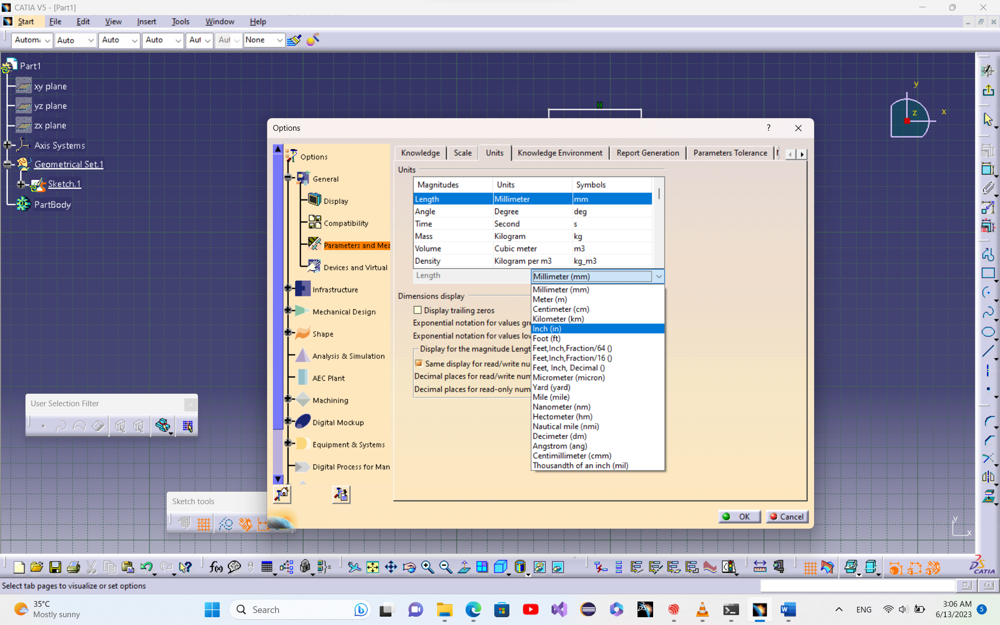 CATIA V5 - [Part1]
Start File Edit View Insert Tools Window Help
Auto Auto Auto Aut Aut None
Part1
xy plane
yz plane
zx plane
Axis Systems
Geometrical Set.1
Sketch.1
PartBody
H
y
z x
Options ?
Options
General
Display
Compatibility
Parameters and Mea
Devices and Virtual
Infrastructure
Mechanical Design
Shape
Analysis & Simulation
AEC Plant
Machining
Digital Mockup
Equipment & Systems
Digital Process for Man
Knowledge Scale Units Knowledge Environment Report Generation Parameters Tolerance
Units
Magnitudes Units Symbols
Length Millimeter mm
Angle Degree deg
Time Second s
Mass Kilogram kg
Volume Cubic meter m3
Density Kilogram per m3 kg_m3
Length Millimeter (mm)
Millimeter (mm)
Meter (m)
Centimeter (cm)
Kilometer (km)
Inch (in)
Foot (ft)
Feet,Inch,Fraction/64 ()
Feet,Inch,Fraction/16 ()
Feet, Inch, Decimal ()
Micrometer (micron)
Yard (yard)
Mile (mile)
Nanometer (nm)
Hectometer (hm)
Nautical mile (nmi)
Decimeter (dm)
Angstrom (ang)
Centimillimeter (cmm)
Thousandth of an inch (mil)
Dimensions display
Display trailing zeros
Exponential notation for values gre
Exponential notation for values lov
Display for the magnitude Lengt
Same display for read/write nu
Decimal places for read/write num
Decimal places for read-only num
OK Cancel
User Selection Filter
Sketch tools
y
x
f(x)
CATIA
Select tab pages to visualize or set options
35°C
Mostly sunny
Search
ENG
3:06 AM
6/13/2023
5